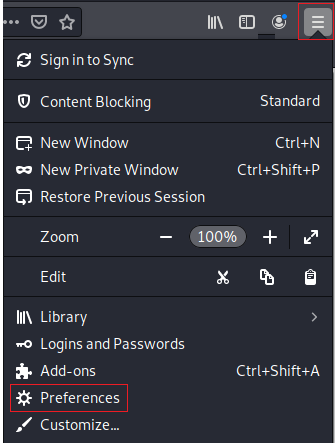 Sign in to Sync
Content Blocking Standard
New Window Ctrl+N
New Private Window Ctrl+Shift+P
Restore Previous Session
Zoom 100%
Edit
Library
Logins and Passwords
Add-ons Ctrl+Shift+A
Preferences
Customize...